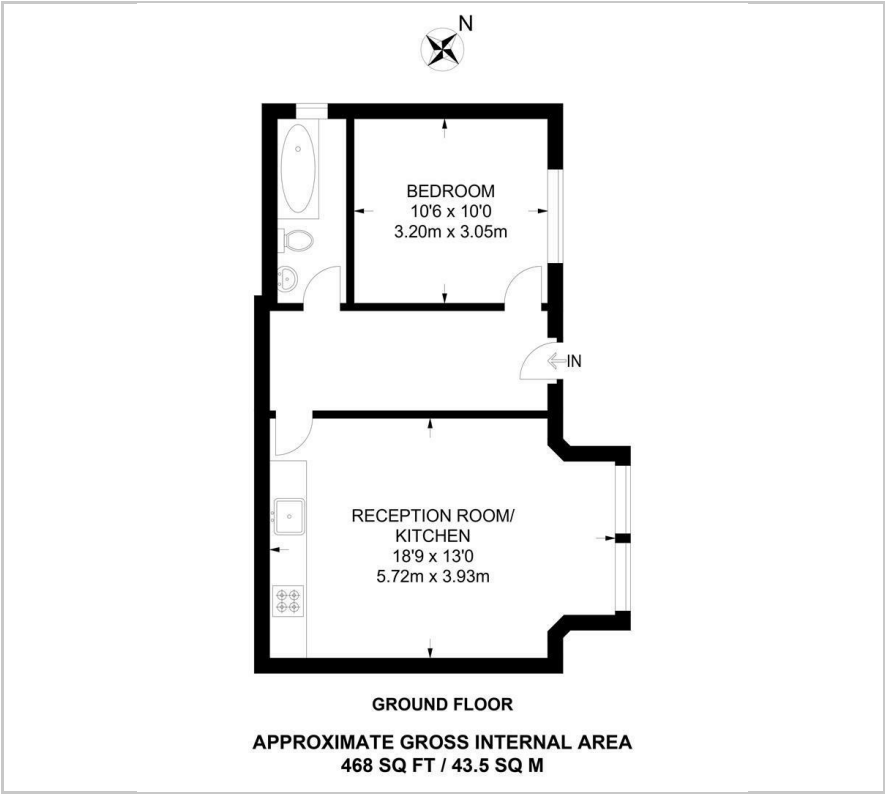 N
BEDROOM
10'6 x 10'0
3.20m x 3.05m
IN
RECEPTION ROOM/
KITCHEN
18'9 x 13'0
5.72m x 3.93m
GROUND FLOOR
APPROXIMATE GROSS INTERNAL AREA
468 SQ FT / 43.5 SQ M